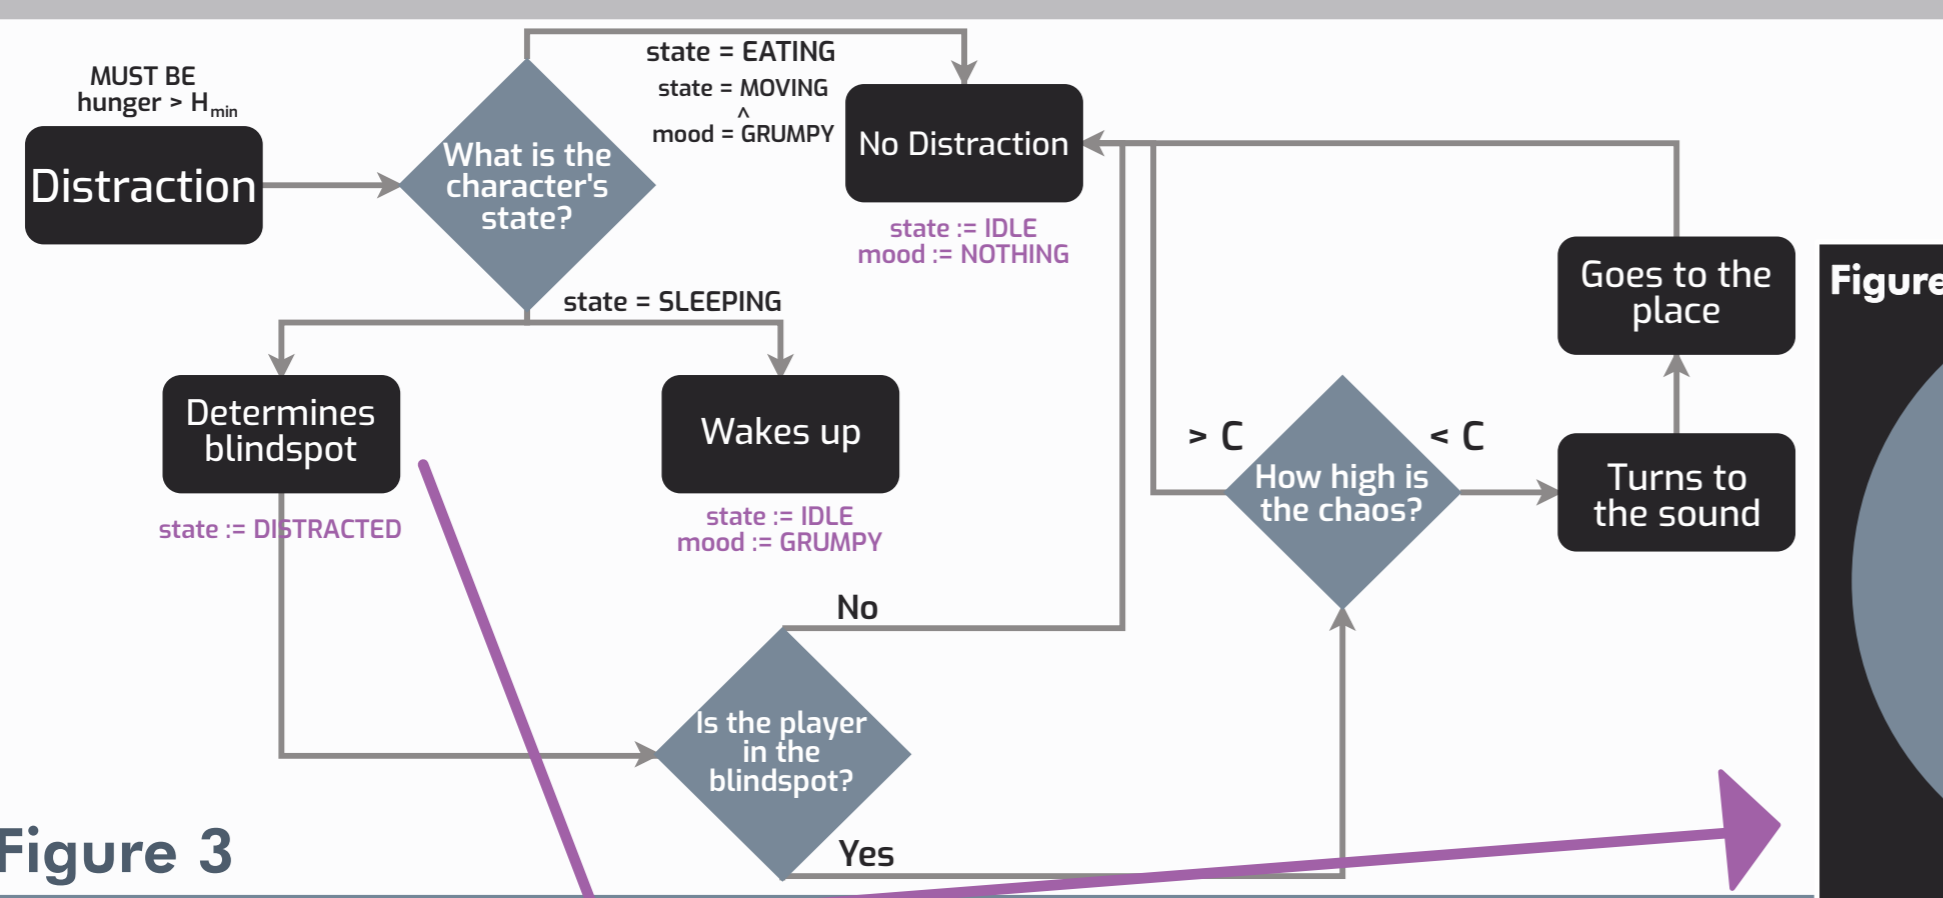 MUST BE
hunger > Hmin
Distraction
What is the
character's
state?
state = EATING
state = MOVING
^
mood = GRUMPY
No Distraction
state := IDLE
mood := NOTHING
state = SLEEPING
Determines
blindspot
state := DISTRACTED
Wakes up
state := IDLE
mood := GRUMPY
No
Is the player
in the
blindspot?
Yes
> C
< C
How high is
the chaos?
Turns to
the sound
Goes to the
place
Figure 3
Figure